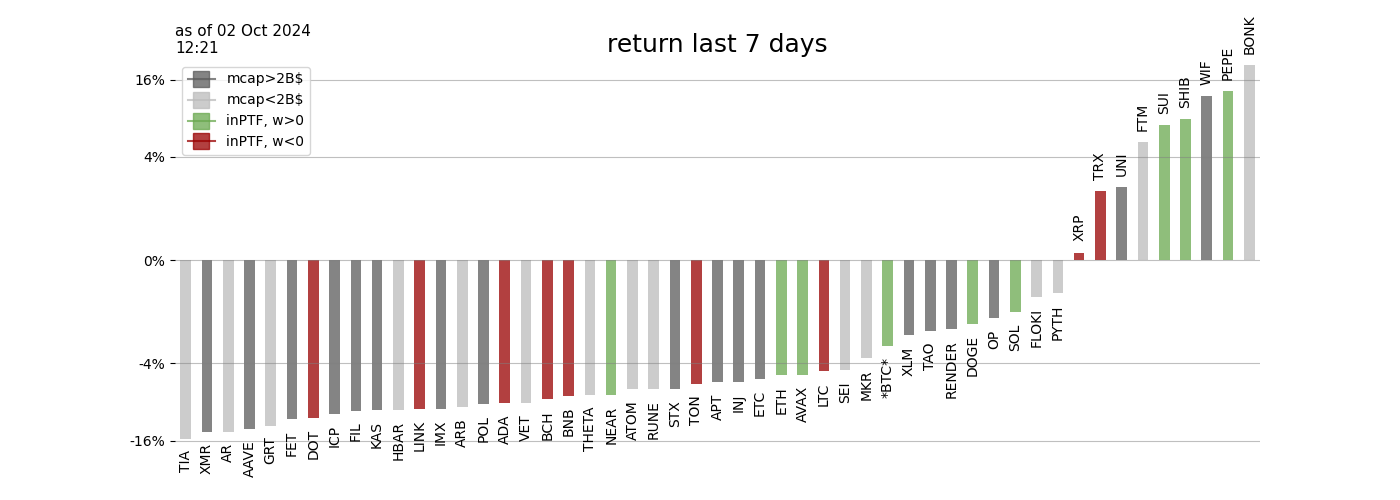 as of 02 Oct 2024
12:21
return last 7 days
mcap>2B$
mcap<2B$
inPTF, w>0
inPTF, w<0
16%
4%
0%
-4%
-16%
TIA
XMR
AR
AAVE
GRT
FET
DOT
ICP
FIL
KAS
HBAR
LINK
IMX
ARB
POL
ADA
VET
BCH
BNB
THETA
NEAR
ATOM
RUNE
STX
TON
APT
INJ
ETC
ETH
AVAX
LTC
SEI
MKR
*BTC*
XLM
TAO
RENDER
DOGE
OP
SOL
FLOKI
PYTH
XRP
TRX
UNI
FTM
SUI
SHIB
WIF
PEPE
BONK